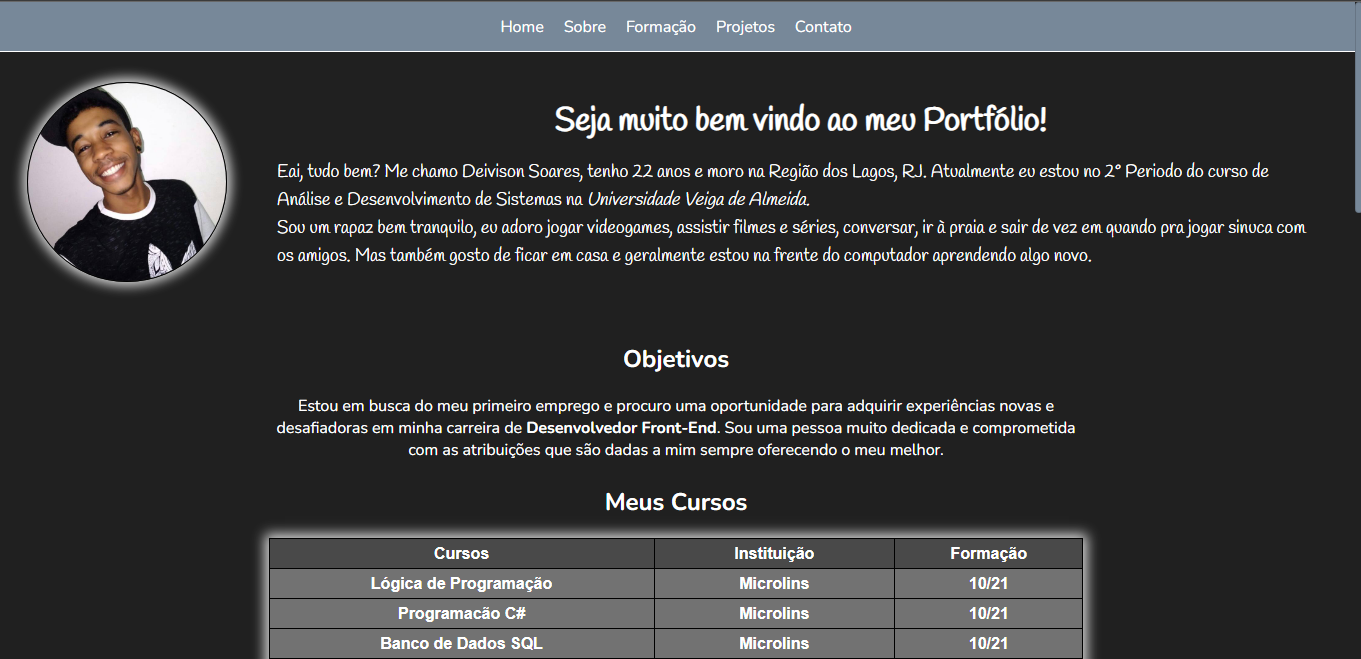 Home Sobre Formação Projetos Contato
Seja muito bem vindo ao meu Portfólio!
Eai, tudo bem? Me chamo Deivison Soares, tenho 22 anos e moro na Região dos Lagos, RJ. Atualmente eu estou no 2° Periodo do curso de
Análise e Desenvolvimento de Sistemas na Universidade Veiga de Almeida.
Sou um rapaz bem tranquilo, eu adoro jogar videogames, assistir filmes e séries, conversar, ir à praia e sair de vez em quando pra jogar sinuca com
os amigos. Mas também gosto de ficar em casa e geralmente estou na frente do computador aprendendo algo novo.
Objetivos
Estou em busca do meu primeiro emprego e procuro uma oportunidade para adquirir experiências novas e
desafiadoras em minha carreira de Desenvolvedor Front-End. Sou uma pessoa muito dedicada e comprometida
com as atribuições que são dadas a mim sempre oferecendo o meu melhor.
Meus Cursos
Cursos Instituição Formação
Lógica de Programação Microlins 10/21
Programacão C# Microlins 10/21
Banco de Dados SQL Microlins 10/21